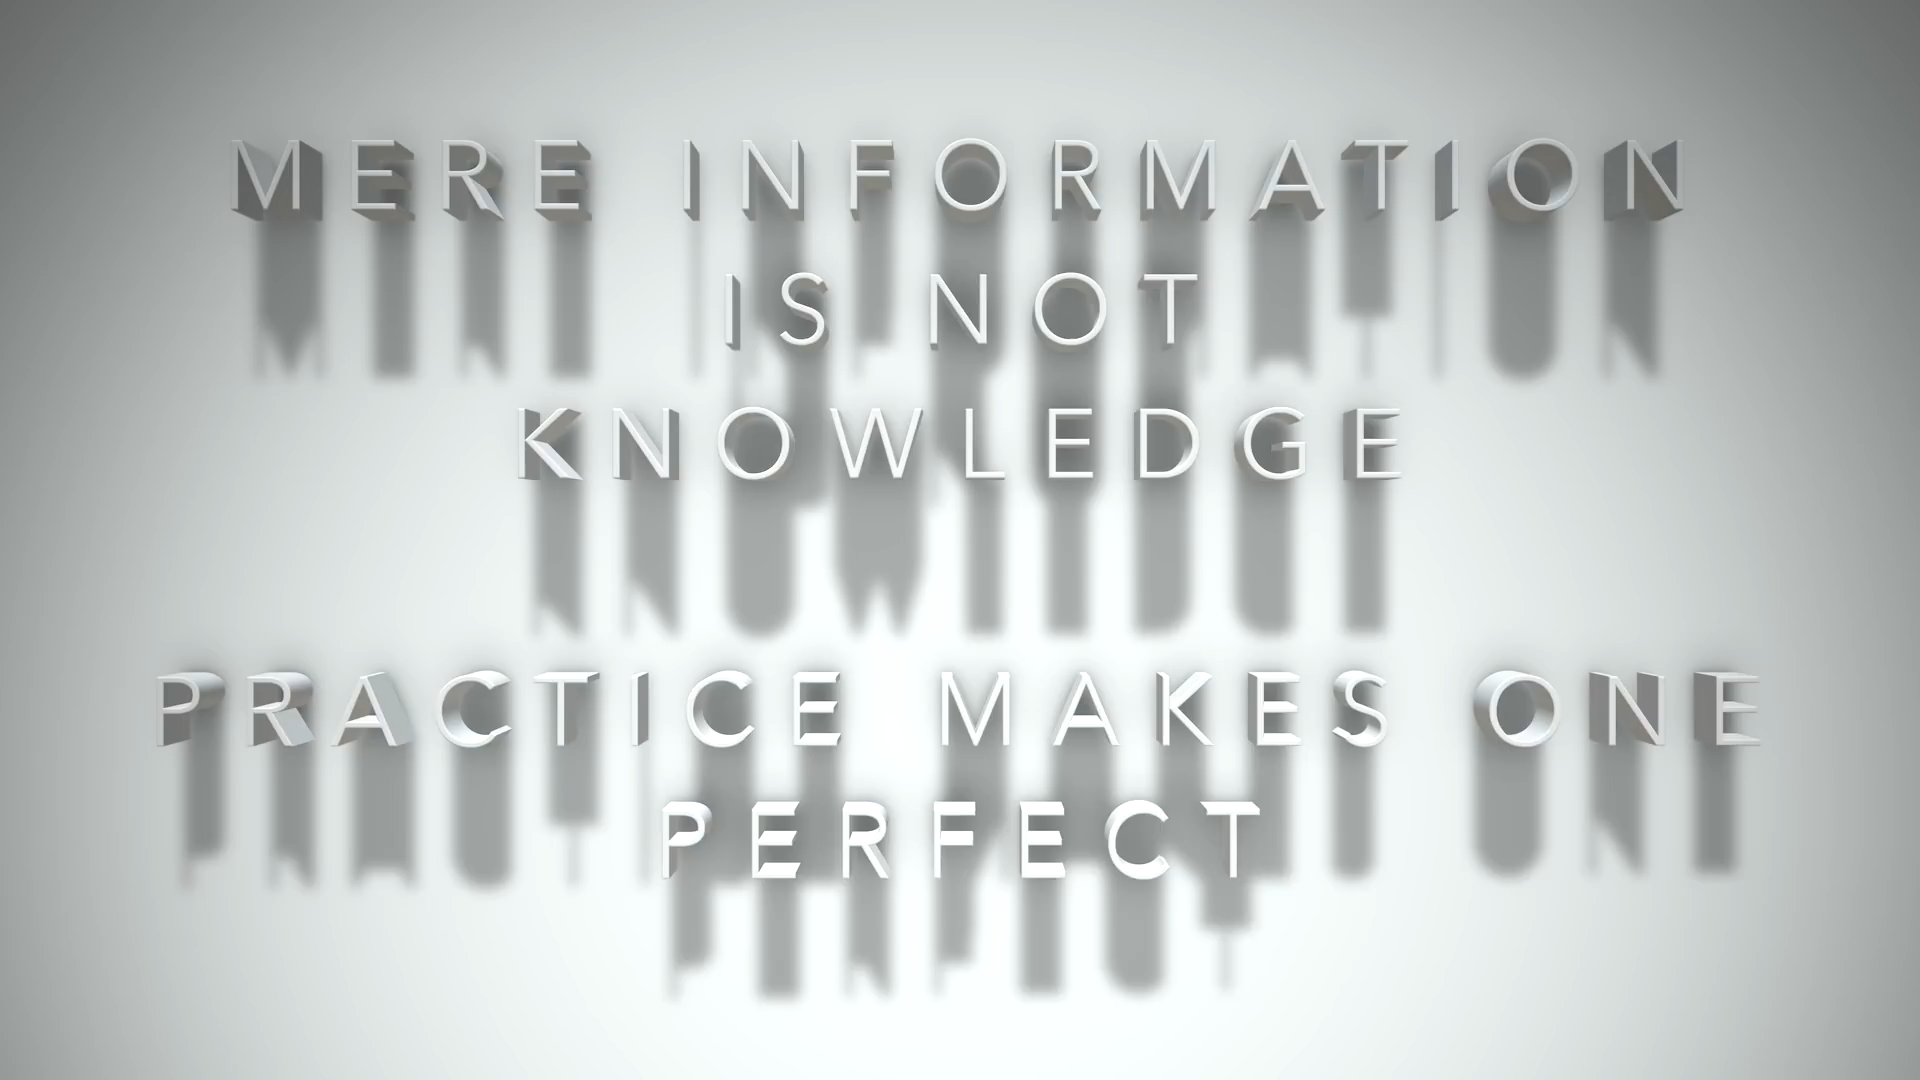 MERE INFORMATION
IS NOT
KNOWLEDGE
PRACTICE MAKES ONE
PERFECT